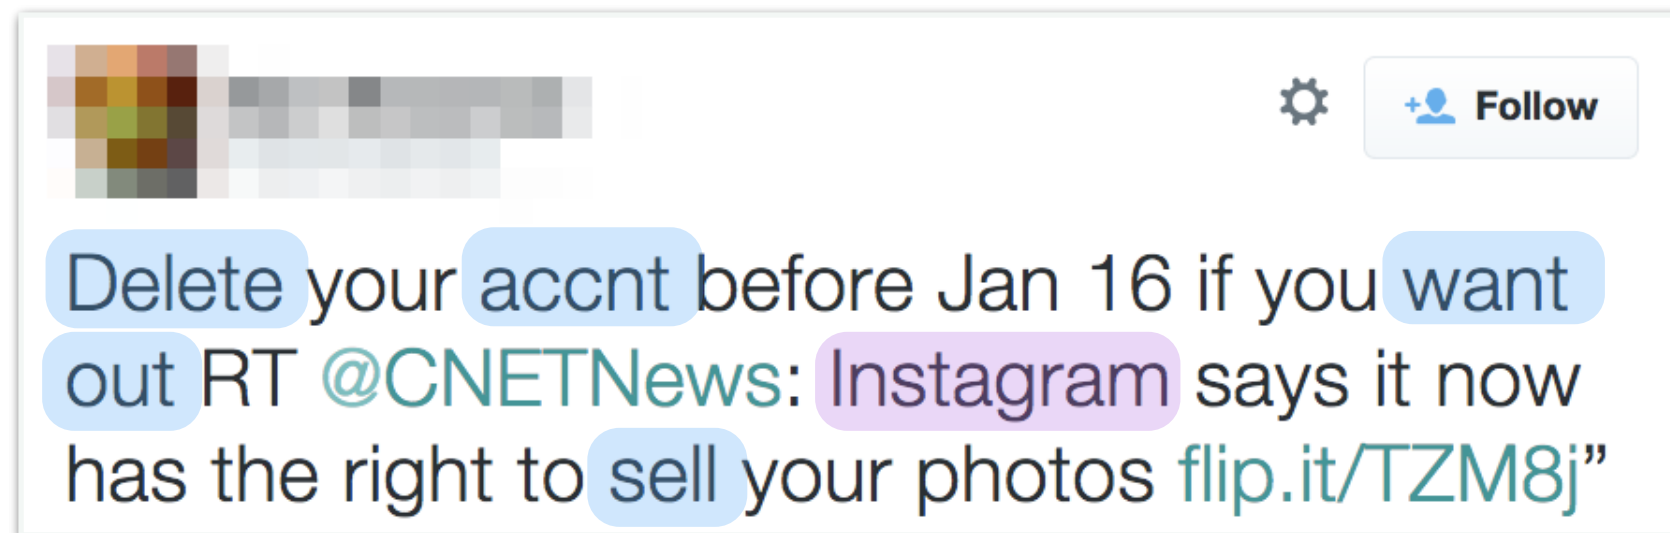 Follow
Delete your accnt before Jan 16 if you want
out RT @CNETNews: Instagram says it now
has the right to sell your photos flip.it/TZM8j”